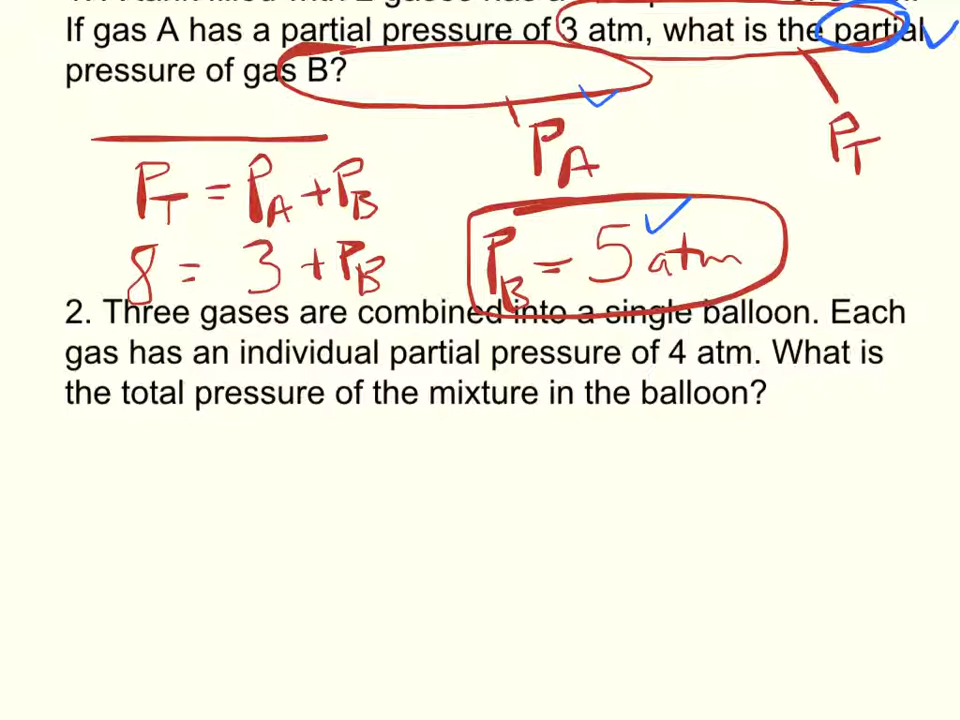 If gas A has a partial pressure of 3 atm, what is the partial
pressure of gas B?
PA
PT
PT = PA + PB
8 = 3 + PB
PB = 5 atm
2. Three gases are combined into a single balloon. Each
gas has an individual partial pressure of 4 atm. What is
the total pressure of the mixture in the balloon?